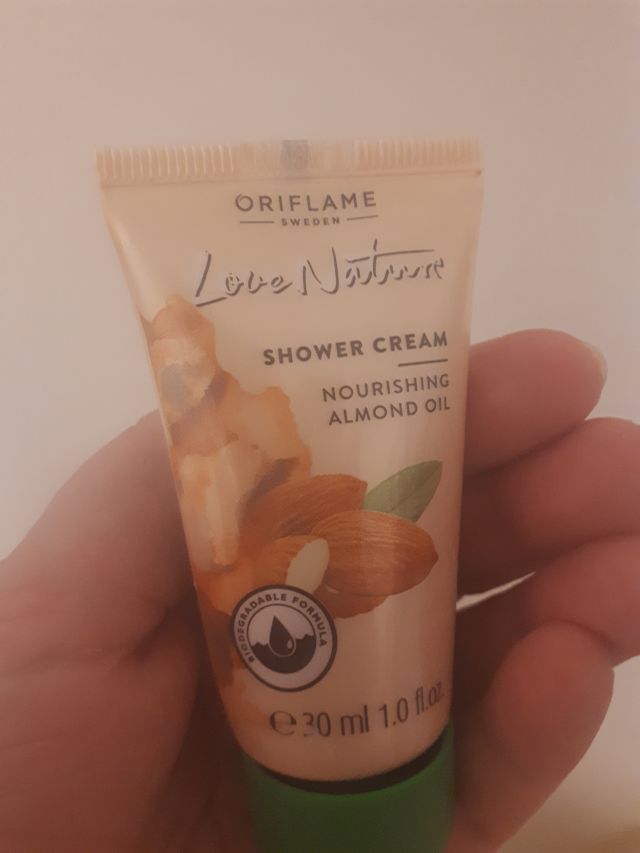 ORIFLAME
SWEDEN
Love Nature
SHOWER CREAM
NOURISHING
ALMOND OIL
BIODEGRADABLE FORMULA
℮ 30 ml 1.0 fl.oz.